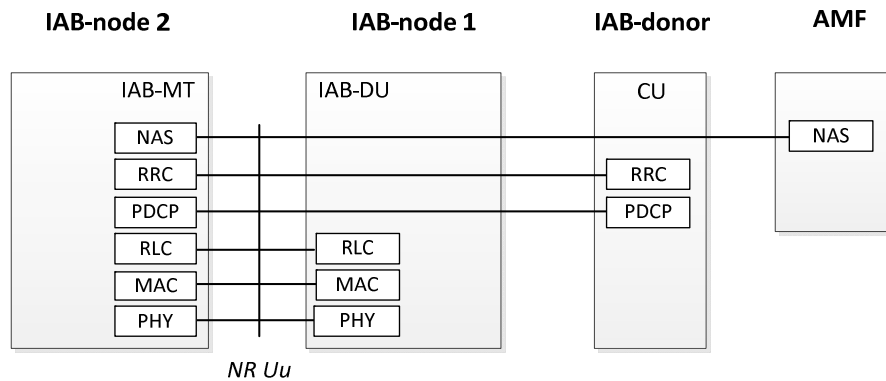 IAB-node 2 IAB-node 1 IAB-donor AMF
IAB-MT IAB-DU CU
NAS NAS
RRC RRC
PDCP PDCP
RLC RLC
MAC MAC
PHY PHY
NR Uu